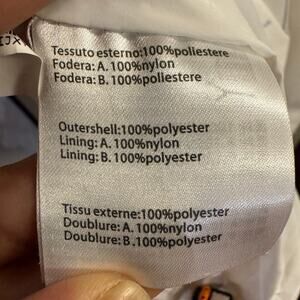 Tessuto esterno:100%poliestere
Fodera: A. 100%nylon
Fodera: B. 100%poliestere
Outershell:100%polyester
Lining: A. 100%nylon
Lining: B. 100%polyester
Tissu externe:100%polyester
Doublure: A. 100%nylon
Doublure: B. 100%polyester